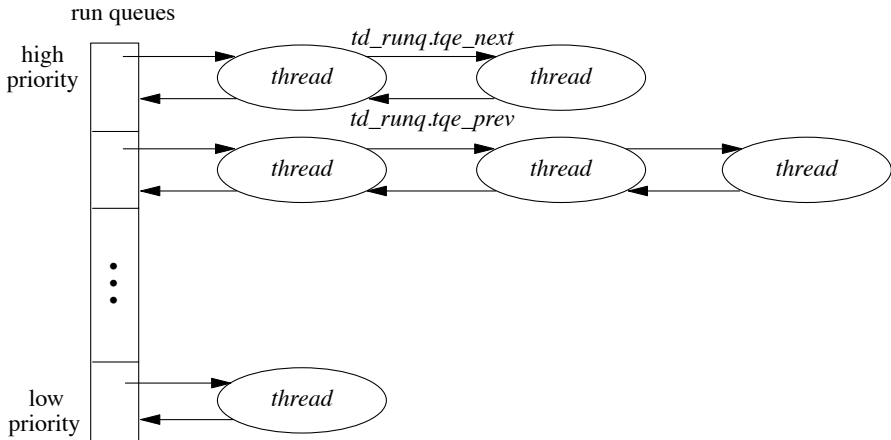 run queues
high
priority
td_runq.tqe_next
thread
thread
td_runq.tqe_prev
thread
thread
thread
low
priority
thread